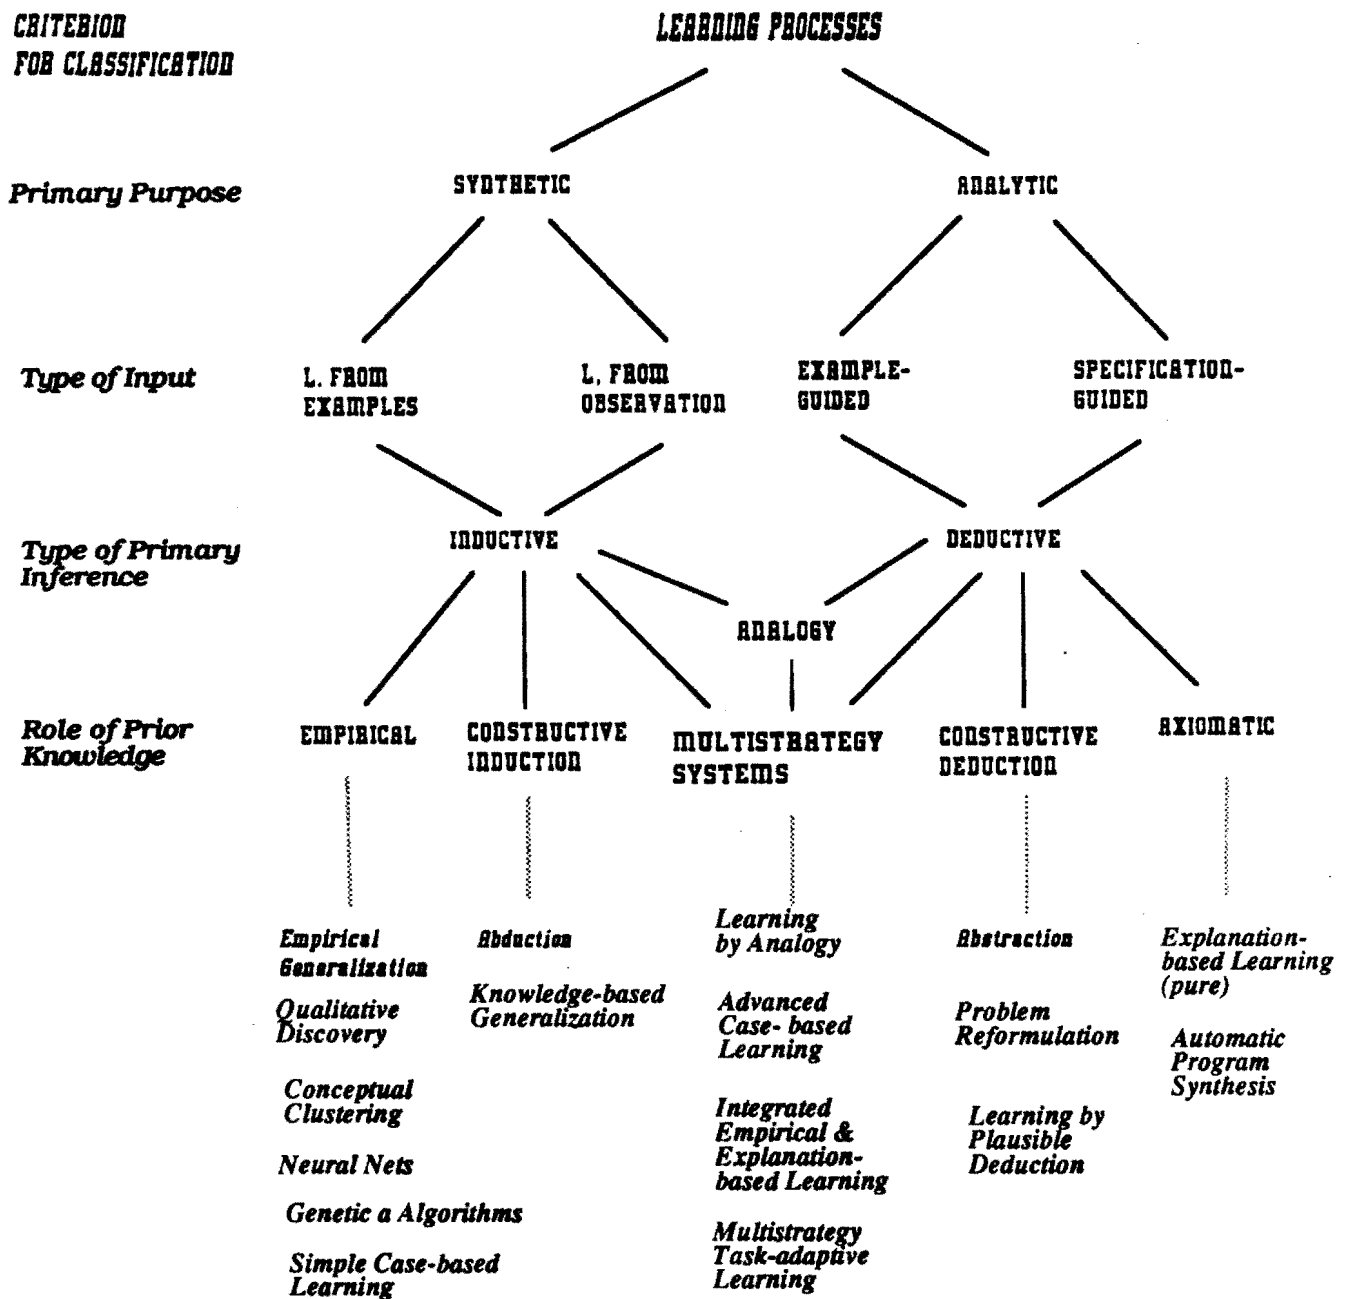 CRITERION
FOR CLASSIFICATION
LEARNING PROCESSES
Primary Purpose
SYNTHETIC
ANALYTIC
Type of Input
L. FROM
EXAMPLES
L. FROM
OBSERVATION
EXAMPLE-
GUIDED
SPECIFICATION-
GUIDED
Type of Primary
Inference
INDUCTIVE
DEDUCTIVE
ANALOGY
Role of Prior
Knowledge
EMPIRICAL
CONSTRUCTIVE
INDUCTION
MULTISTRATEGY
SYSTEMS
CONSTRUCTIVE
DEDUCTION
AXIOMATIC
Empirical
Generalization
Qualitative
Discovery
Conceptual
Clustering
Neural Nets
Genetic a Algorithms
Simple Case-based
Learning
Abduction
Knowledge-based
Generalization
Learning
by Analogy
Advanced
Case- based
Learning
Integrated
Empirical &
Explanation-
based Learning
Multistrategy
Task-adaptive
Learning
Abstraction
Problem
Reformulation
Learning by
Plausible
Deduction
Explanation-
based Learning
(pure)
Automatic
Program
Synthesis